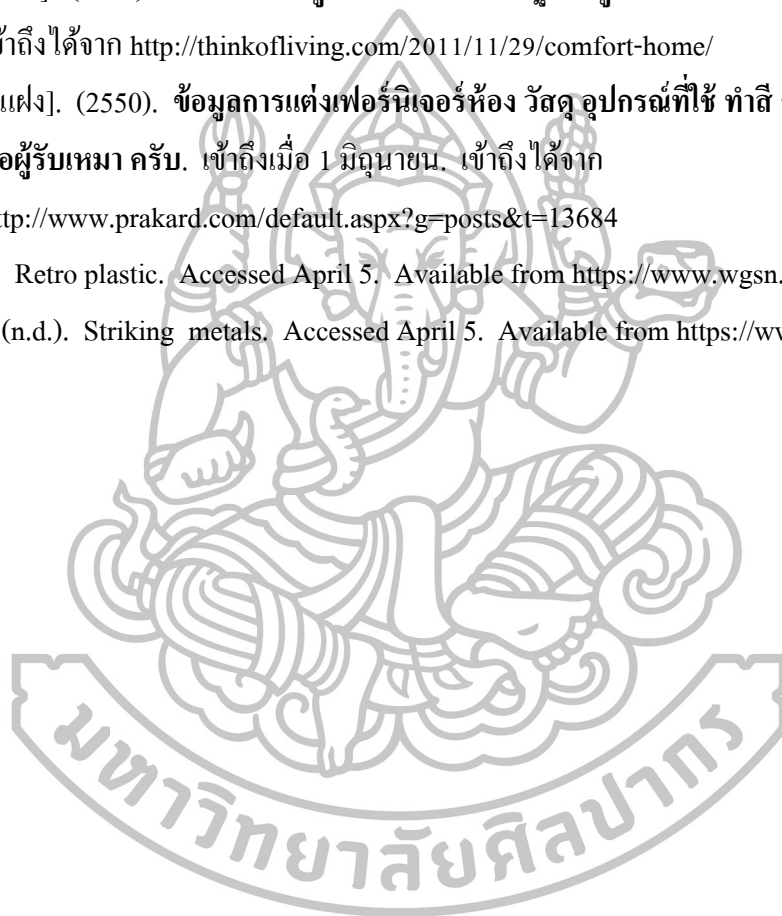 เข้าถึงได้จาก http://thinkofliving.com/2011/11/29/comfort-home/
แฝง]. (2550). ข้อมูลการแต่งเฟอร์นิเจอร์ห้อง วัสดุ อุปกรณ์ที่ใช้ ทำสี
ผู้รับเหมา ครับ. เข้าถึงเมื่อ 1 มิถุนายน. เข้าถึงได้จาก
http://www.prakard.com/default.aspx?g=posts&t=13684
Retro plastic. Accessed April 5. Available from https://www.wgsn.
(n.d.). Striking metals. Accessed April 5. Available from
มหาวิทยาลัยศิลปากร